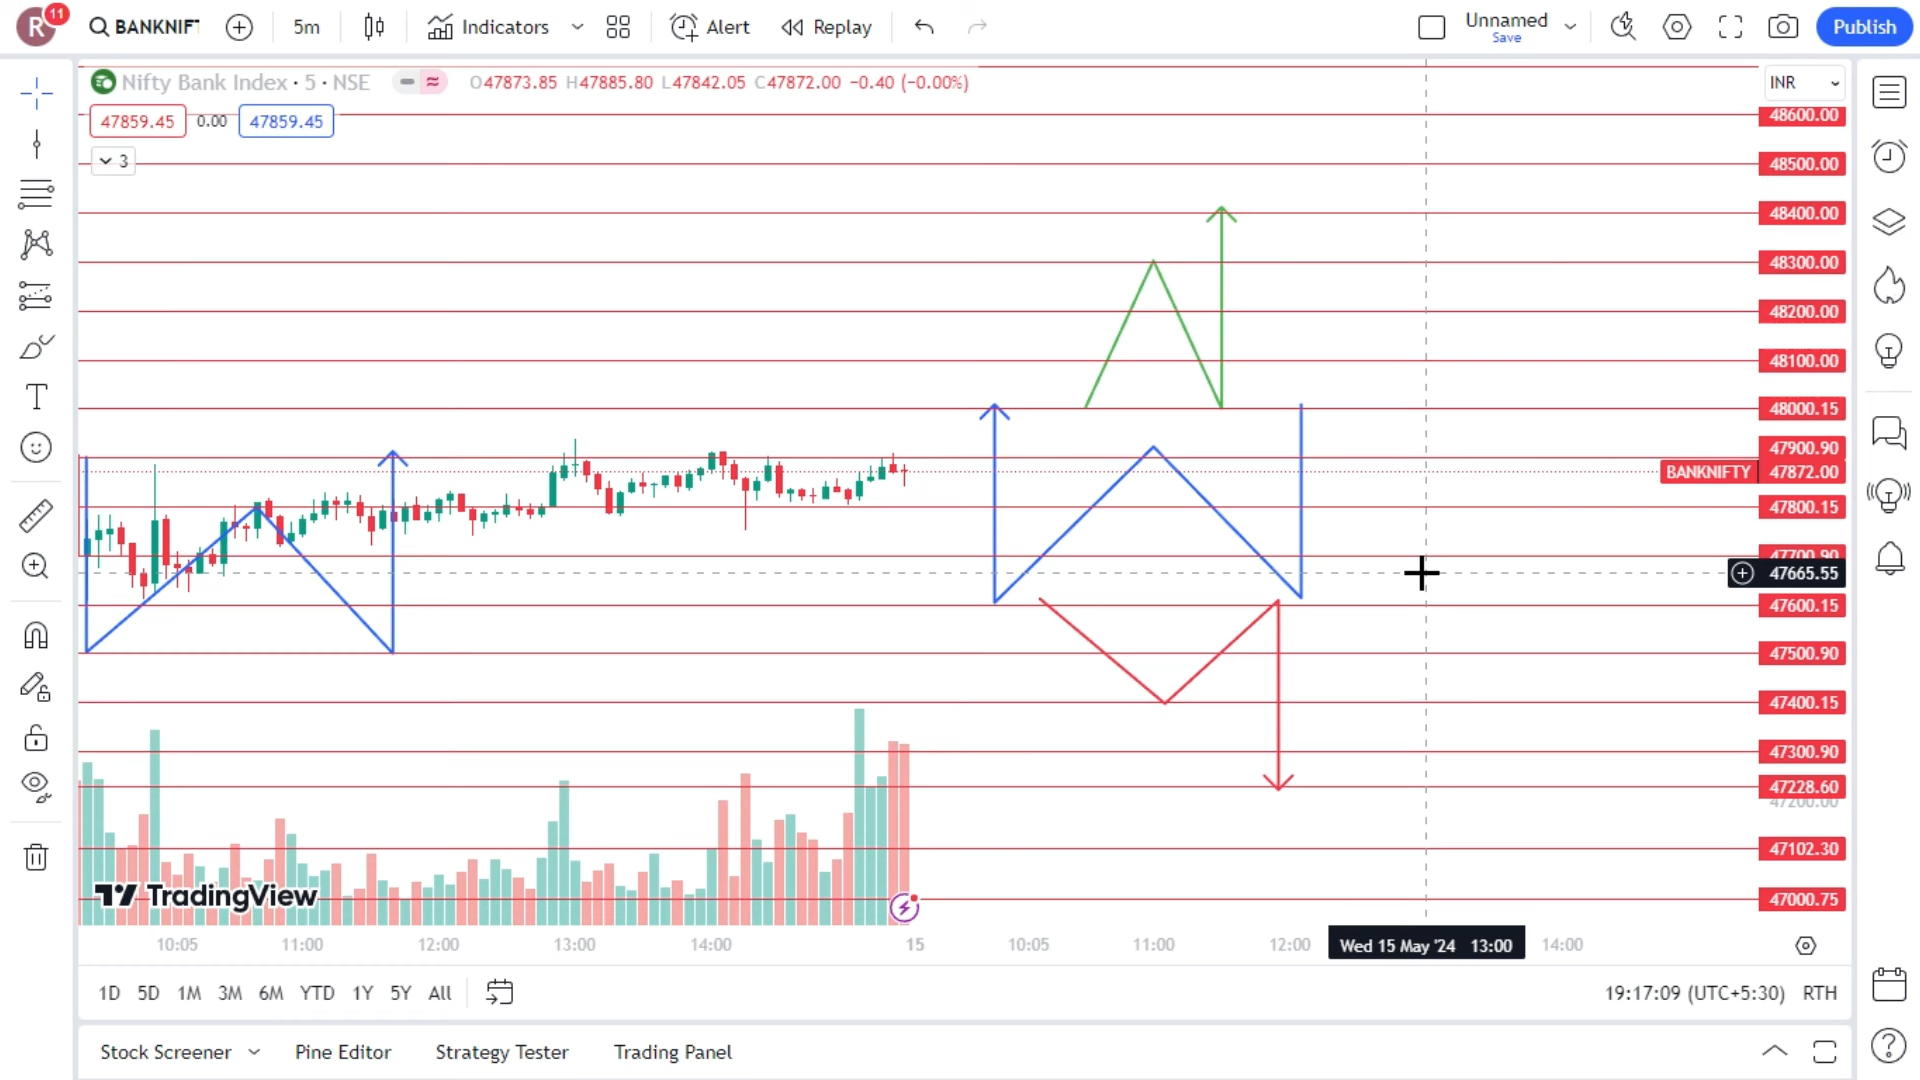 R 11 BANKNIFT 5m Indicators Alert Replay Unnamed Save Publish
Nifty Bank Index · 5 · NSE O47873.85 H47885.80 L47842.05 C47872.00 −0.40 (−0.00%) INR
47859.45 0.00 47859.45
3
48600.00
48500.00
48400.00
48300.00
48200.00
48100.00
48000.15
47900.90
BANKNIFTY 47872.00
47800.15
47700.90
47665.55
47600.15
47500.90
47400.15
47300.90
47228.60
47200.00
47102.30
47000.75
TradingView
10:05 11:00 12:00 13:00 14:00 15 10:05 11:00 12:00 Wed 15 May '24 13:00 14:00
1D 5D 1M 3M 6M YTD 1Y 5Y All 19:17:09 (UTC+5:30) RTH
Stock Screener Pine Editor Strategy Tester Trading Panel